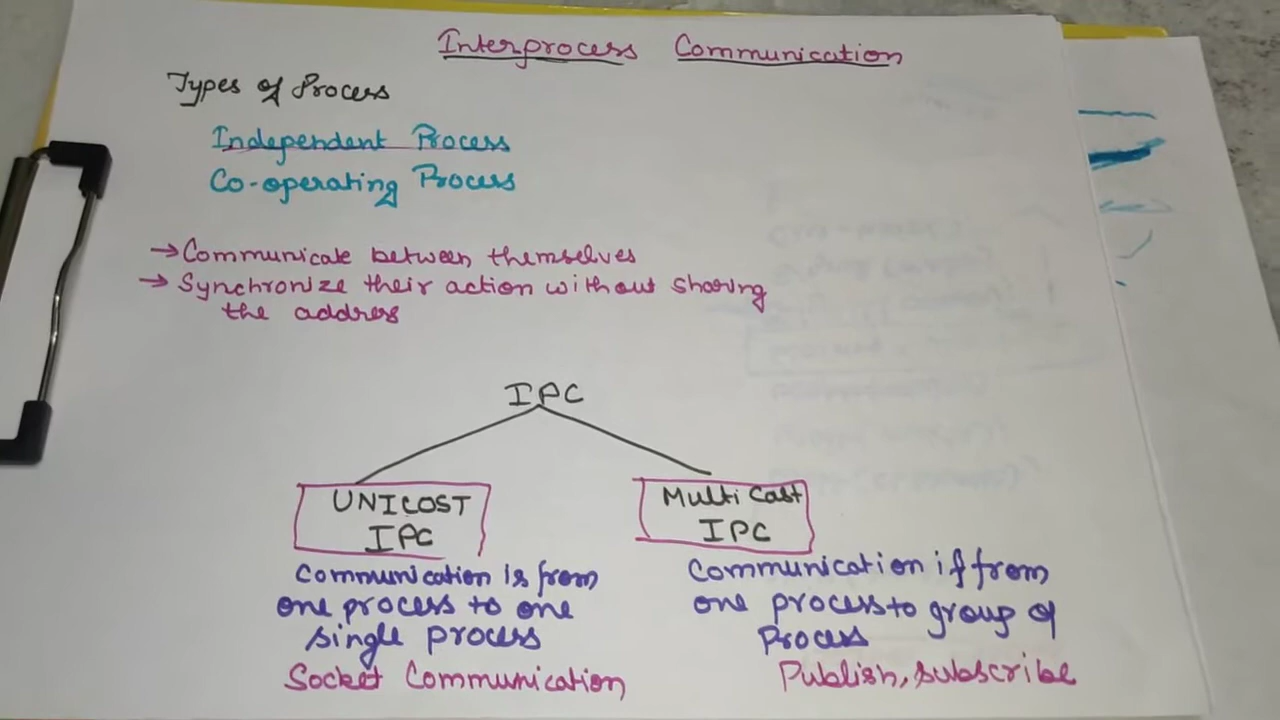 Interprocess Communication
Types of Process
Independent Process
Co-operating Process
→ Communicate between themselves
→ Synchronize their action without sharing
the address
IPC
UNICOST
IPC
Multi Cast
IPC
Communication is from
one process to one
single process
Socket Communication
Communication if from
one process to group of
Process
Publish, subscribe